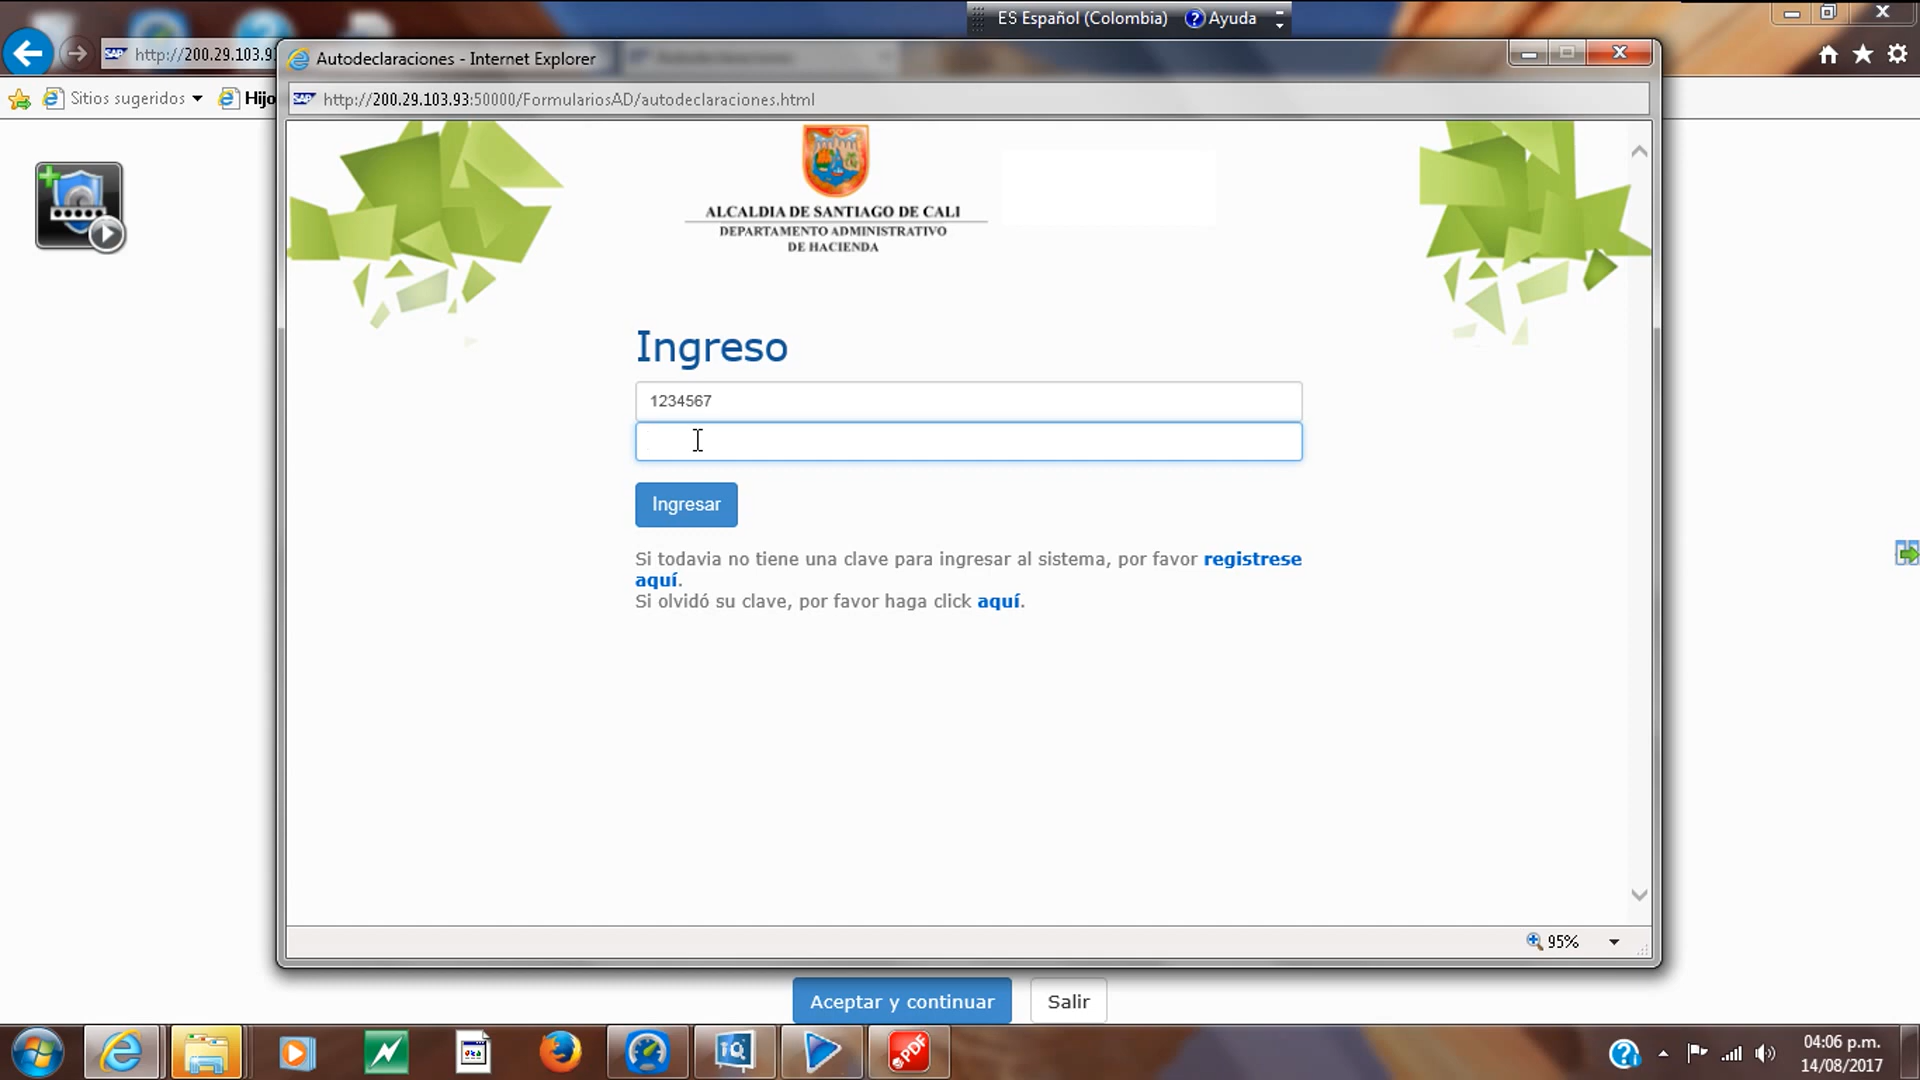 ES Español (Colombia) Ayuda
http://200.29.103.93
Autodeclaraciones - Internet Explorer
Sitios sugeridos
Hijo
http://200.29.103.93:50000/FormulariosAD/autodeclaraciones.html
ALCALDIA DE SANTIAGO DE CALI
DEPARTAMENTO ADMINISTRATIVO
DE HACIENDA
Ingreso
1234567
Ingresar
Si todavia no tiene una clave para ingresar al sistema, por favor registrese
aquí.
Si olvidó su clave, por favor haga click aquí.
95%
Aceptar y continuar
Salir
04:06 p.m.
14/08/2017